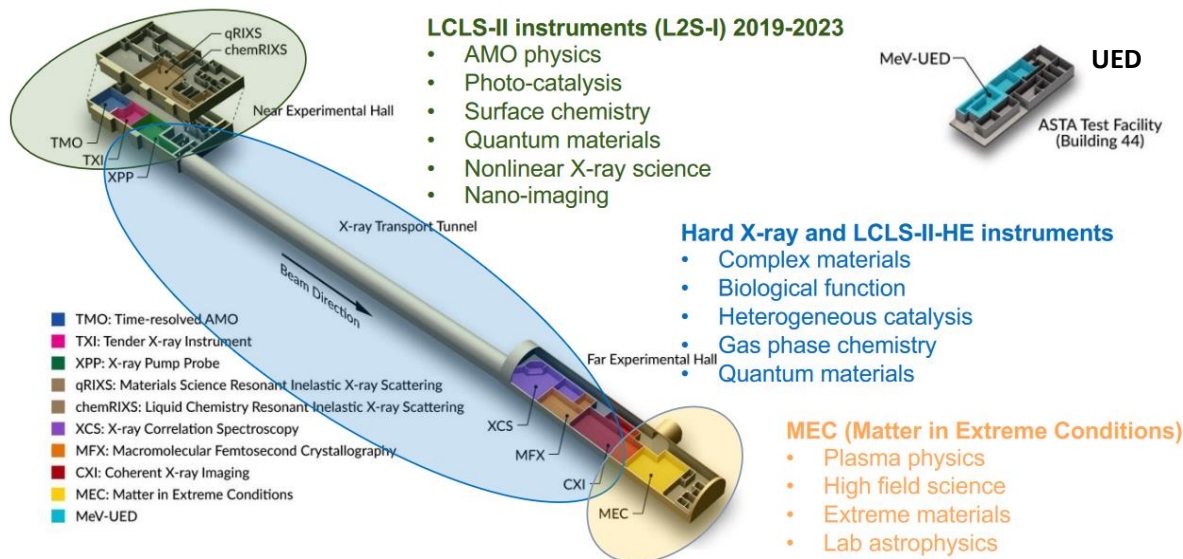 qRIXS
chemRIXS
Near Experimental Hall
TMO
TXI
XPP
LCLS-II instruments (L2S-I) 2019-2023
• AMO physics
• Photo-catalysis
• Surface chemistry
• Quantum materials
• Nonlinear X-ray science
• Nano-imaging
MeV-UED
UED
ASTA Test Facility
(Building 44)
X-ray Transport Tunnel
Beam Direction
Hard X-ray and LCLS-II-HE instruments
• Complex materials
• Biological function
• Heterogeneous catalysis
• Gas phase chemistry
• Quantum materials
TMO: Time-resolved AMO
TXI: Tender X-ray Instrument
XPP: X-ray Pump Probe
qRIXS: Materials Science Resonant Inelastic X-ray Scattering
chemRIXS: Liquid Chemistry Resonant Inelastic X-ray Scattering
XCS: X-ray Correlation Spectroscopy
MFX: Macromolecular Femtosecond Crystallography
CXI: Coherent X-ray Imaging
MEC: Matter in Extreme Conditions
MeV-UED
Far Experimental Hall
XCS
MFX
CXI
MEC
MEC (Matter in Extreme Conditions)
• Plasma physics
• High field science
• Extreme materials
• Lab astrophysics